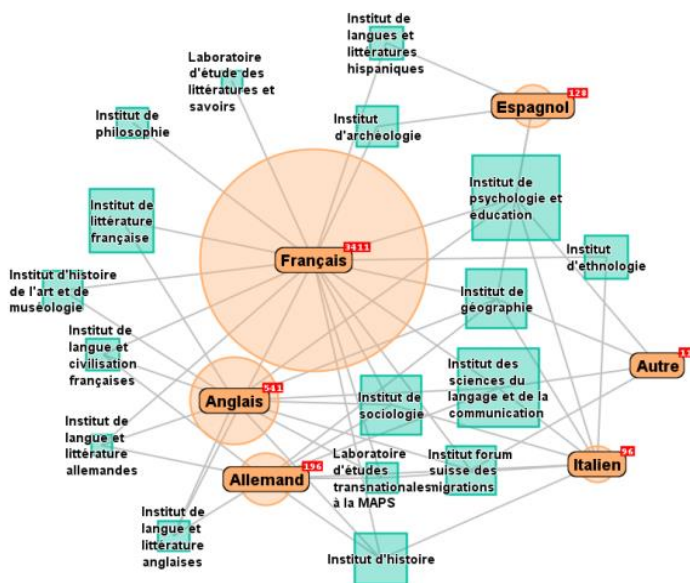 Institut de
langues et
littératures
hispaniques
Laboratoire
d'étude des
littératures et
savoirs
128
Espagnol
Institut de
philosophie
Institut
d'archéologie
Institut de
psychologie et
éducation
Institut de
littérature
française
3411
Français
Institut
d'ethnologie
Institut d'histoire
de l'art et de
muséologie
Institut de
géographie
Institut de
langue et
civilisation
françaises
Autre
541
Anglais
Institut des
sciences du
langage et de la
communication
Institut de
sociologie
Institut de
langue et
littérature
allemandes
196
Allemand
Laboratoire
d'études
transnationales
à la MAPS
Institut forum
suisse des
migrations
96
Italien
Institut de
langue et
littérature
anglaises
Institut d'histoire